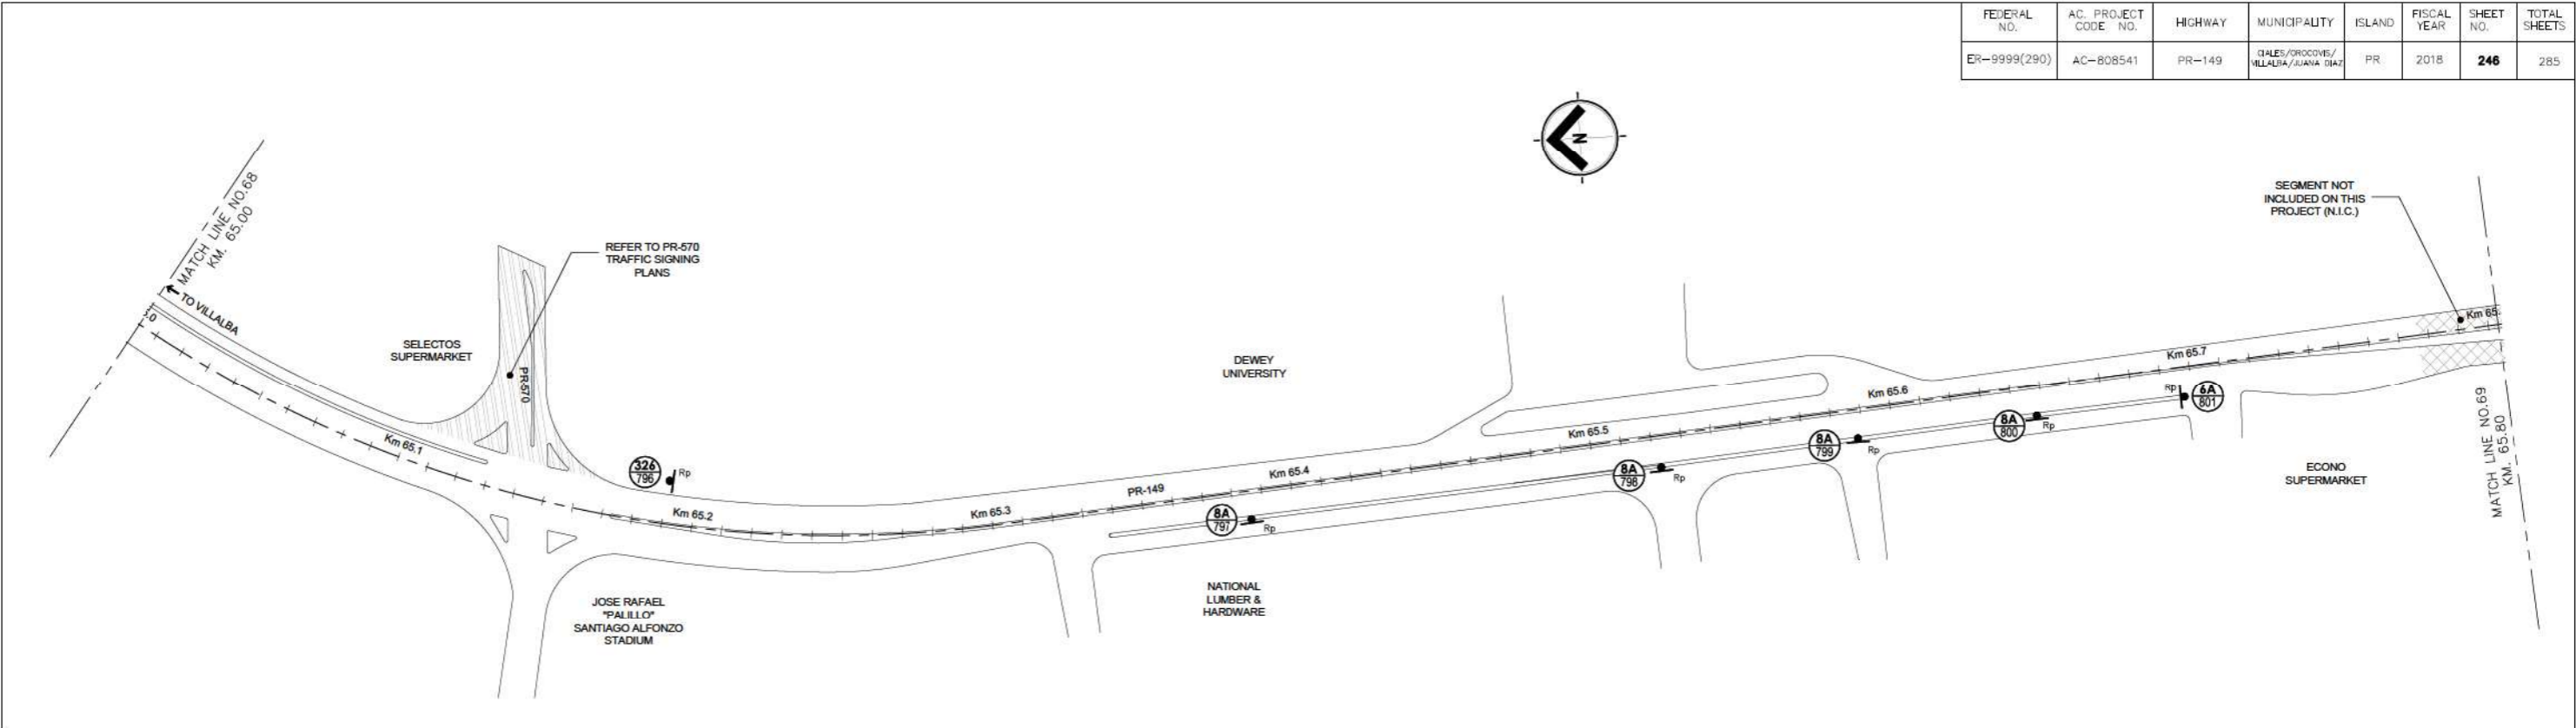 FEDERAL NO.
AC. PROJECT CODE NO.
HIGHWAY
MUNICIPALITY
ISLAND
FISCAL YEAR
SHEET NO.
TOTAL SHEETS
ER-9999(290)
AC-808541
PR-149
CIALES/OROCOVIS/
VILLALBA/JUANA DIAZ
PR
2018
246
285
N
MATCH LINE NO.68
KM. 65.00
TO VILLALBA
5.0
SELECTOS
SUPERMARKET
REFER TO PR-570
TRAFFIC SIGNING
PLANS
PR-570
Km 65.1
326
796
Rp
Km 65.2
JOSE RAFAEL
"PALILLO"
SANTIAGO ALFONZO
STADIUM
Km 65.3
PR-149
Km 65.4
8A
797
Rp
NATIONAL
LUMBER &
HARDWARE
DEWEY
UNIVERSITY
Km 65.5
8A
798
Rp
Km 65.6
8A
799
Rp
8A
800
Rp
Km 65.7
Rp
6A
801
SEGMENT NOT
INCLUDED ON THIS
PROJECT (N.I.C.)
Km 65.
ECONO
SUPERMARKET
MATCH LINE NO.69
KM. 65.80